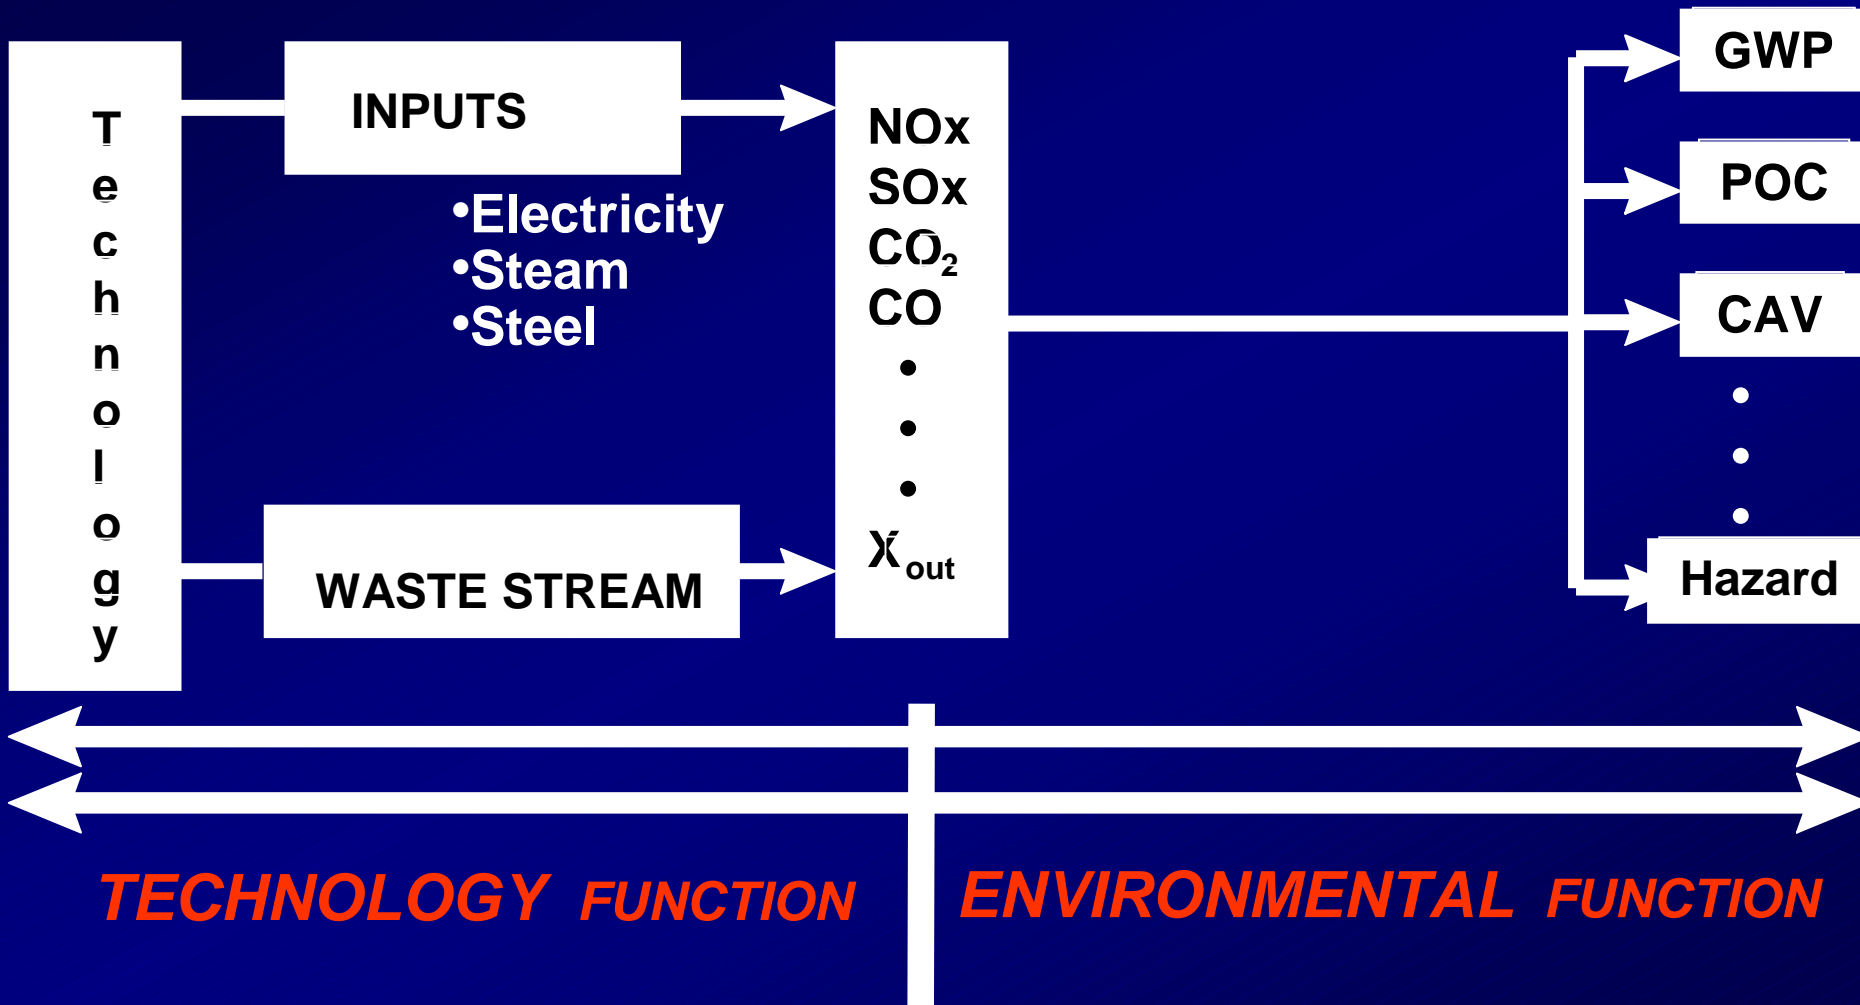 Technology
INPUTS
•Electricity
•Steam
•Steel
WASTE STREAM
NOx
SOx
CO₂
CO
•
•
•
Xout
GWP
POC
CAV
•
•
•
Hazard
TECHNOLOGY FUNCTION
ENVIRONMENTAL FUNCTION